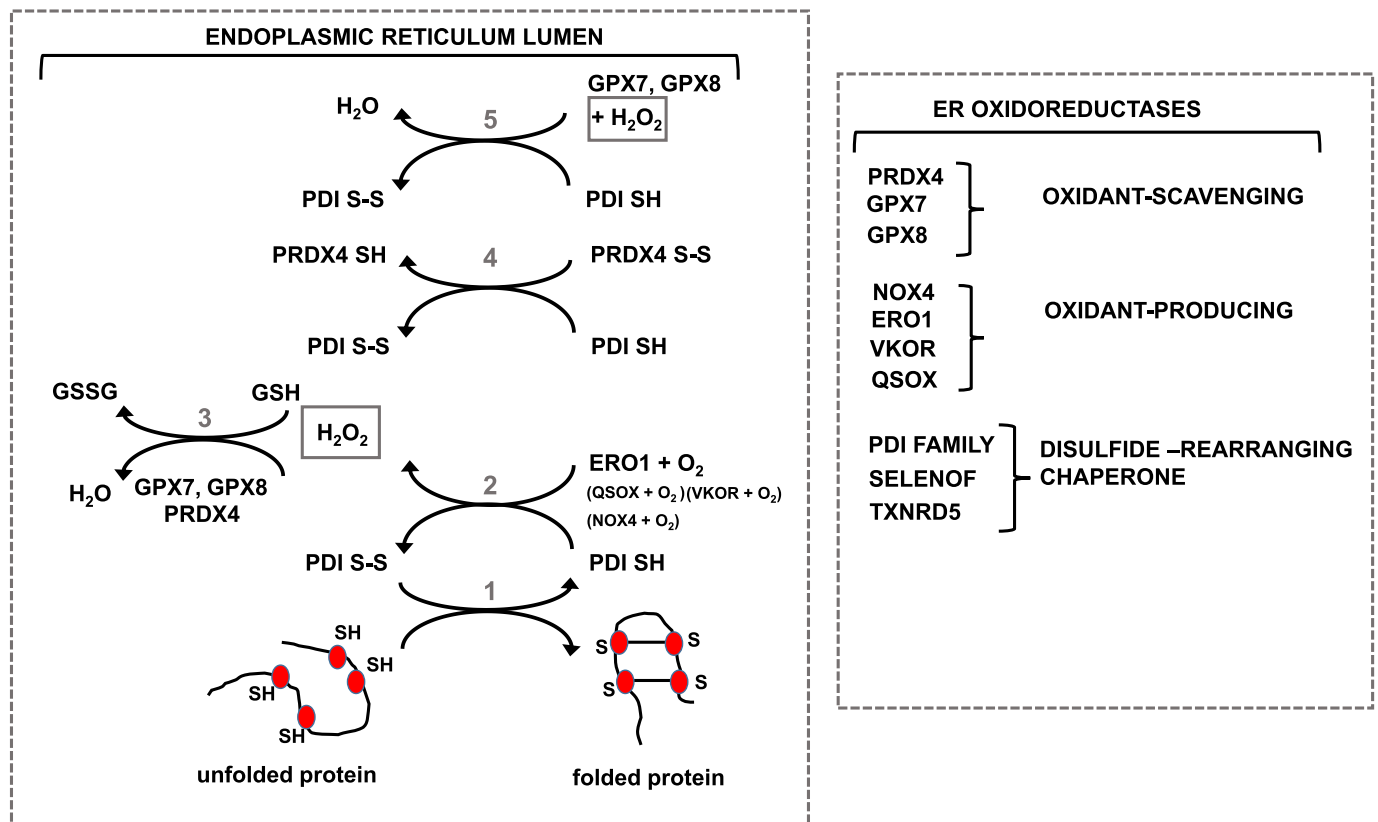 ENDOPLASMIC RETICULUM LUMEN
GPX7, GPX8
H₂O
5
+ H₂O₂
PDI S-S
PDI SH
PRDX4 SH
4
PRDX4 S-S
PDI S-S
PDI SH
GSSG
GSH
3
H₂O₂
H₂O
GPX7, GPX8
PRDX4
2
ERO1 + O₂
(QSOX + O₂)(VKOR + O₂)
(NOX4 + O₂)
PDI S-S
PDI SH
1
SH
SH
SH
SH
S
S
S
S
unfolded protein
folded protein
ER OXIDOREDUCTASES
PRDX4
GPX7
GPX8
OXIDANT-SCAVENGING
NOX4
ERO1
VKOR
QSOX
OXIDANT-PRODUCING
PDI FAMILY
SELENOF
TXNRD5
DISULFIDE –REARRANGING
CHAPERONE